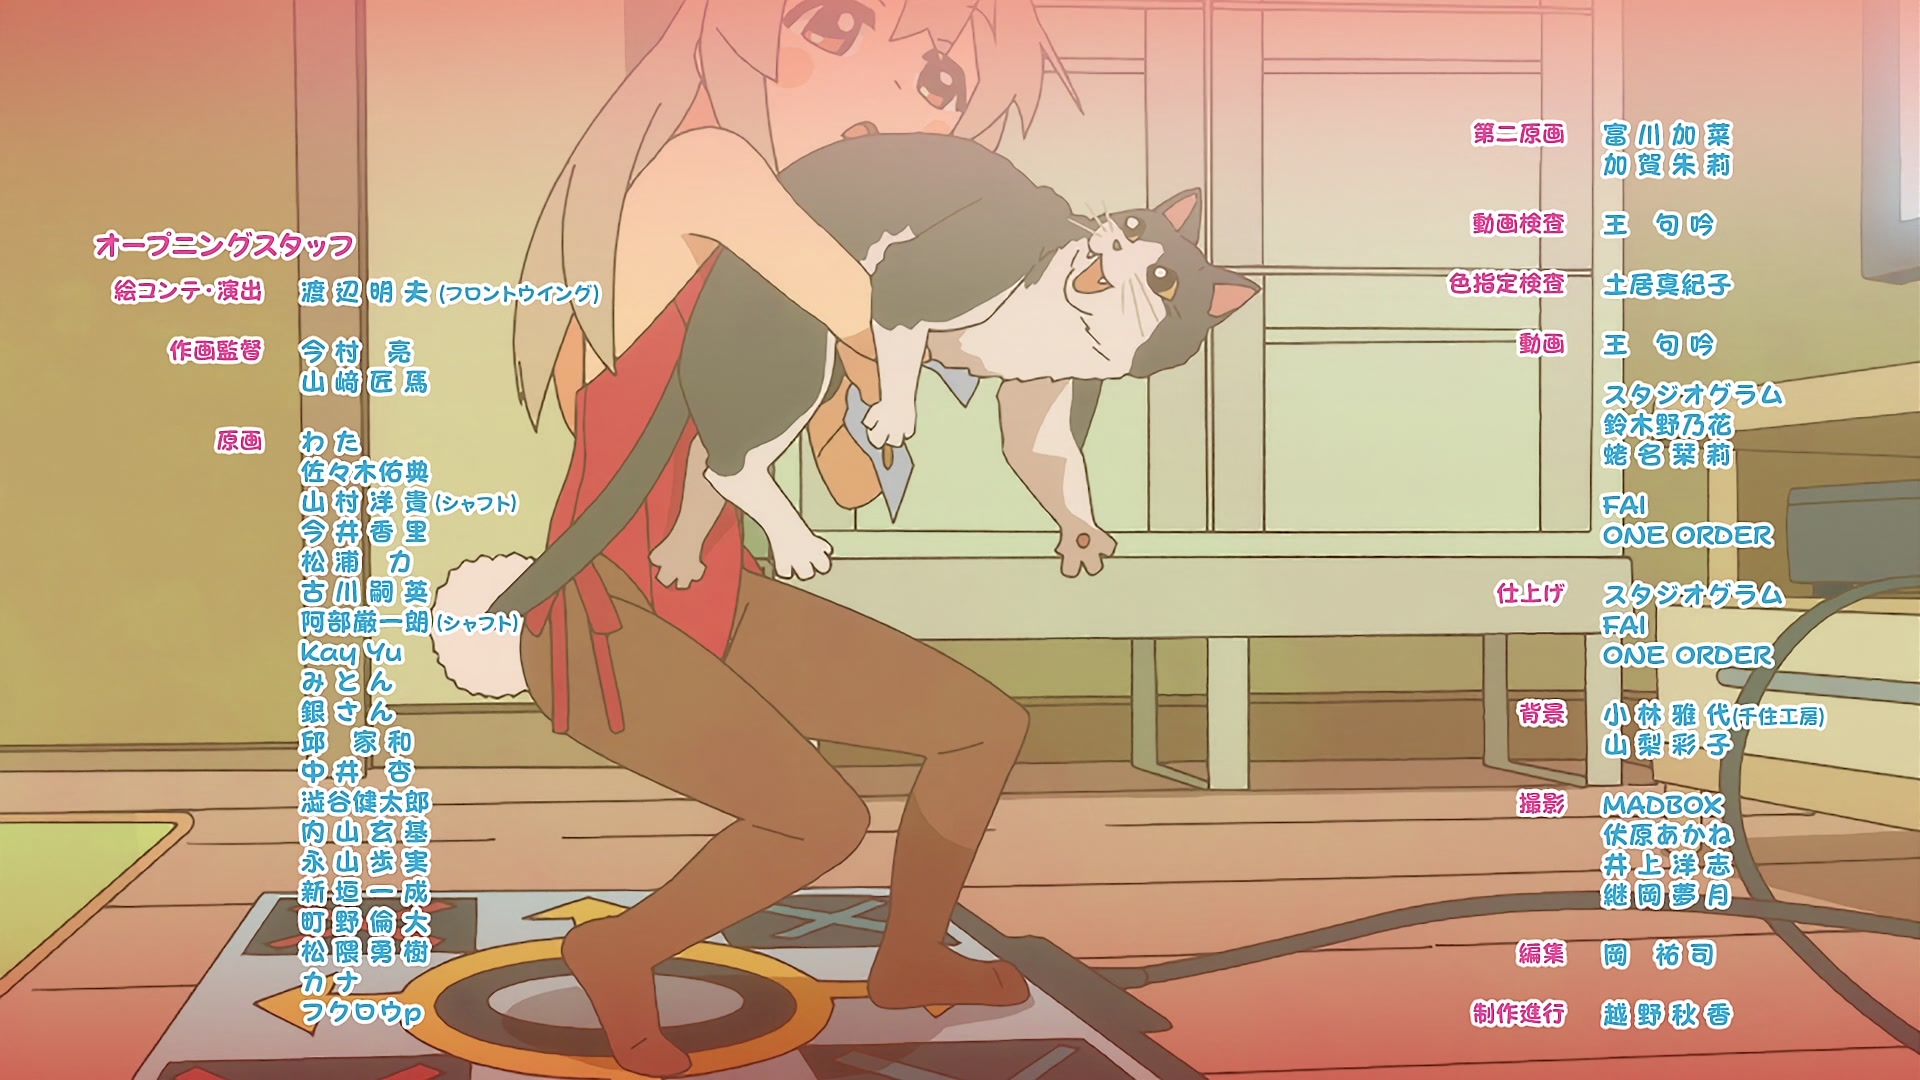 オープニングスタッフ
絵コンテ・演出 渡辺明夫(フロントウイング)
作画監督 今村 亮
山﨑匠馬
原画 わた
佐々木佑典
山村洋貴(シャフト)
今井香里
松浦 力
古川嗣英
阿部厳一朗(シャフト)
Kay Yu
みとん
銀さん
邱 家和
中井 杏
澁谷健太郎
内山玄基
永山歩実
新垣一成
町野倫大
松隈勇樹
カナ
フクロウp
第二原画 富川加菜
加賀朱莉
動画検査 王 句吟
色指定検査 土居真紀子
動画 王 句吟
スタジオグラム
鈴木野乃花
蛯名栞莉
FAI
ONE ORDER
仕上げ スタジオグラム
FAI
ONE ORDER
背景 小林雅代(千住工房)
山梨彩子
撮影 MADBOX
伏原あかね
井上洋志
継岡夢月
編集 岡 祐司
制作進行 越野秋香